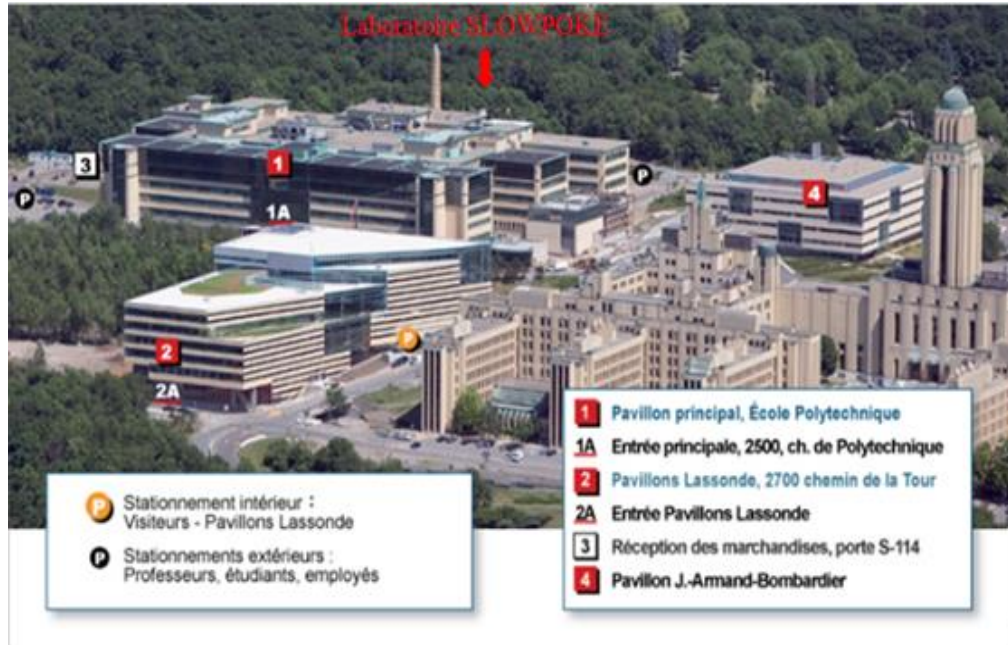 Laboratoire SLOWPOKE
3
1
P
P
4
1A
P
2
2A
1 Pavillon principal, École Polytechnique
1A Entrée principale, 2500, ch. de Polytechnique
2 Pavillons Lassonde, 2700 chemin de la Tour
2A Entrée Pavillons Lassonde
3 Réception des marchandises, porte S-114
4 Pavillon J.-Armand-Bombardier
P Stationnement intérieur :
Visiteurs - Pavillons Lassonde
P Stationnements extérieurs :
Professeurs, étudiants, employés